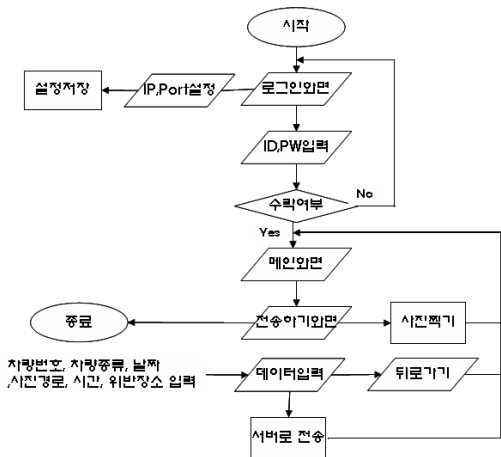 시작
설정저장
IP,Port설정
로그인화면
ID,PW입력
수락여부
No
Yes
메인화면
종료
전송하기화면
사진찍기
차량번호, 차량종류, 날짜
,사진경로, 시간, 위반장소 입력
데이터입력
뒤로가기
서버로 전송